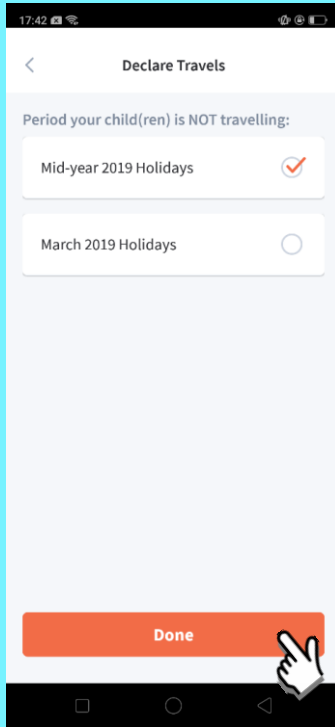 17:42
Declare Travels
Period your child(ren) is NOT travelling:
Mid-year 2019 Holidays
March 2019 Holidays
Done